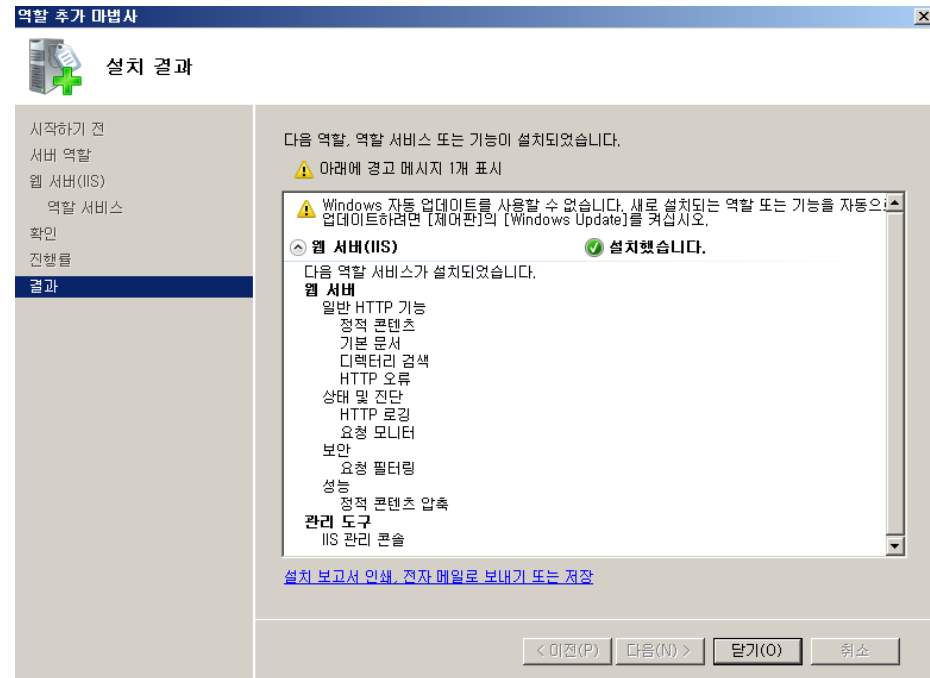 역할 추가 마법사
설치 결과
시작하기 전
서버 역할
웹 서버(IIS)
역할 서비스
확인
진행률
결과
다음 역할, 역할 서비스 또는 기능이 설치되었습니다.
아래에 경고 메시지 1개 표시
Windows 자동 업데이트를 사용할 수 없습니다. 새로 설치되는 역할 또는 기능을 자동으
업데이트하려면 [제어판]의 [Windows Update]를 켜십시오.
웹 서버(IIS)
설치했습니다.
다음 역할 서비스가 설치되었습니다.
웹 서버
일반 HTTP 기능
정적 콘텐츠
기본 문서
디렉터리 검색
HTTP 오류
상태 및 진단
HTTP 로깅
요청 모니터
보안
요청 필터링
성능
정적 콘텐츠 압축
관리 도구
IIS 관리 콘솔
설치 보고서 인쇄, 전자 메일로 보내기 또는 저장
< 이전(P)
다음(N) >
닫기(O)
취소